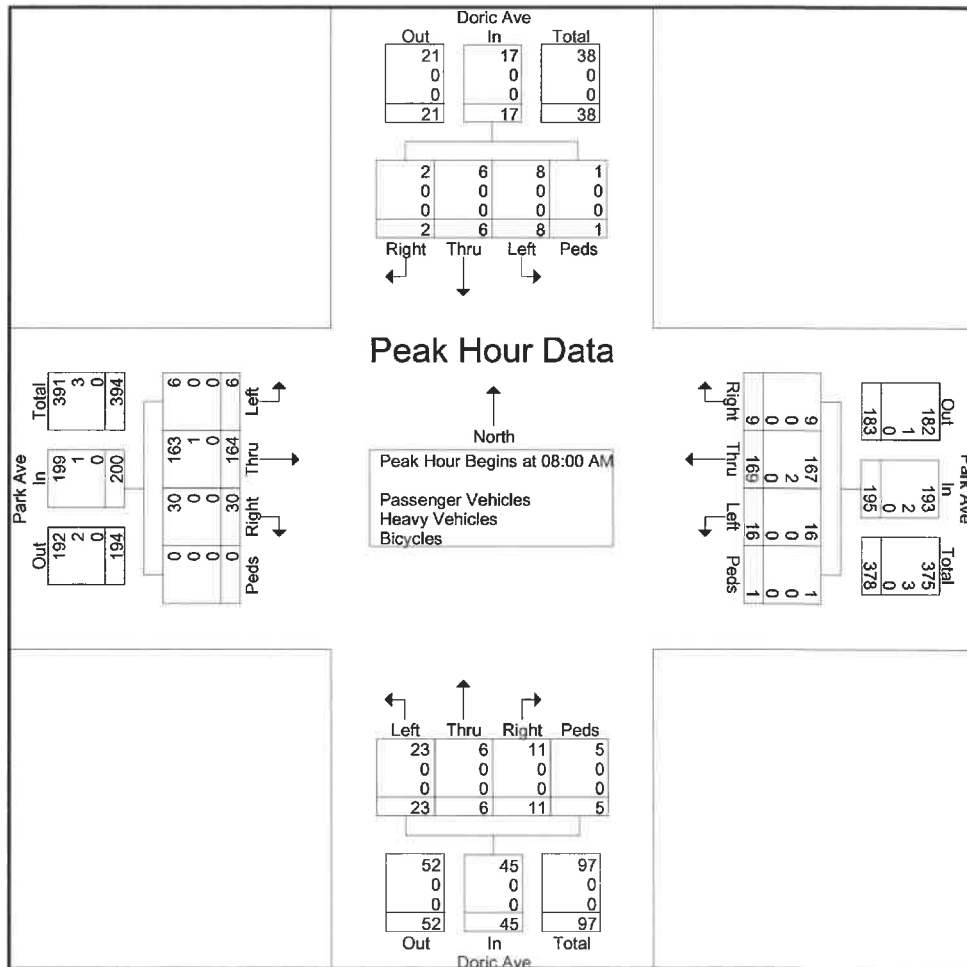 Doric Ave
Out In Total
21 17 38
0 0 0
0 0 0
21 17 38
2 6 8 1
0 0 0 0
0 0 0 0
2 6 8 1
Right Thru Left Peds
Peak Hour Data
North
Peak Hour Begins at 08:00 AM
Passenger Vehicles
Heavy Vehicles
Bicycles
Park Ave
Total In Out
391 199 192
3 1 2
0 0 0
394 200 194
6 163 30 0
0 1 0 0
0 0 0 0
6 164 30 0
Left Thru Right Peds
Park Ave
Out In Total
182 193 375
1 2 3
0 0 0
183 195 378
9 167 16 1
0 2 0 0
0 0 0 0
9 169 16 1
Right Thru Left Peds
Left Thru Right Peds
23 6 11 5
0 0 0 0
0 0 0 0
23 6 11 5
52 45 97
0 0 0
0 0 0
52 45 97
Out In Total
Doric Ave